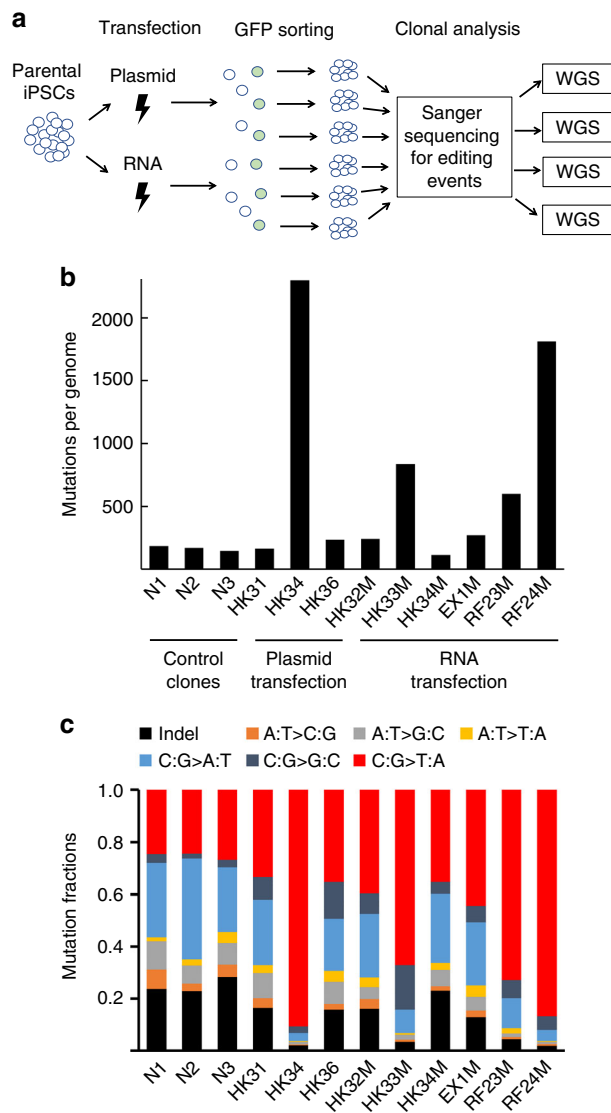 a
Transfection
GFP sorting
Clonal analysis
Parental
iPSCs
Plasmid
RNA
Sanger
sequencing
for editing
events
WGS
WGS
WGS
WGS
b
Mutations per genome
2000
1500
1000
500
N1
N2
N3
HK31
HK34
HK36
HK32M
HK33M
HK34M
EX1M
RF23M
RF24M
Control
clones
Plasmid
transfection
RNA
transfection
c
Indel
A:T>C:G
A:T>G:C
A:T>T:A
C:G>A:T
C:G>G:C
C:G>T:A
Mutation fractions
1.0
0.8
0.6
0.4
0.2
N1
N2
N3
HK31
HK34
HK36
HK32M
HK33M
HK34M
EX1M
RF23M
RF24M